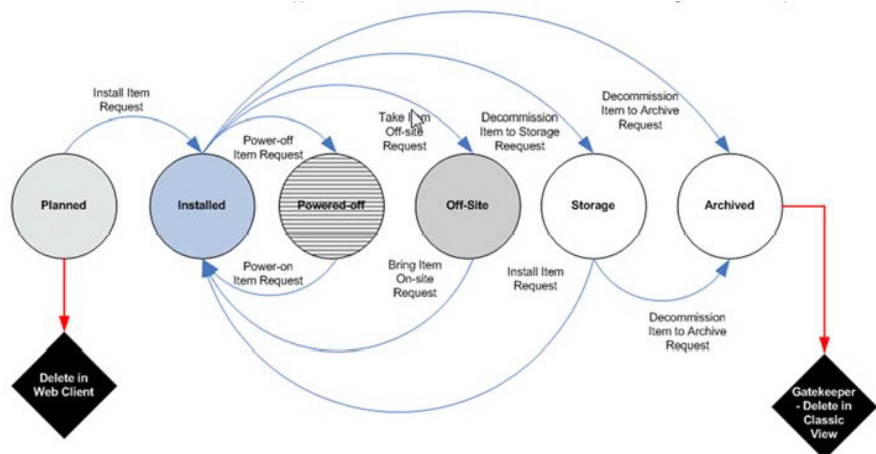 Install Item
Request
Power-off
Item Request
Take Item
Off-site
Request
Decommission
Item to Storage
Reequest
Decommission
Item to Archive
Request
Planned
Installed
Powered-off
Off-Site
Storage
Archived
Power-on
Item Request
Bring Item
On-site
Request
Install Item
Request
Decommission
Item to Archive
Request
Delete in
Web Client
Gatekeeper
- Delete in
Classic
View